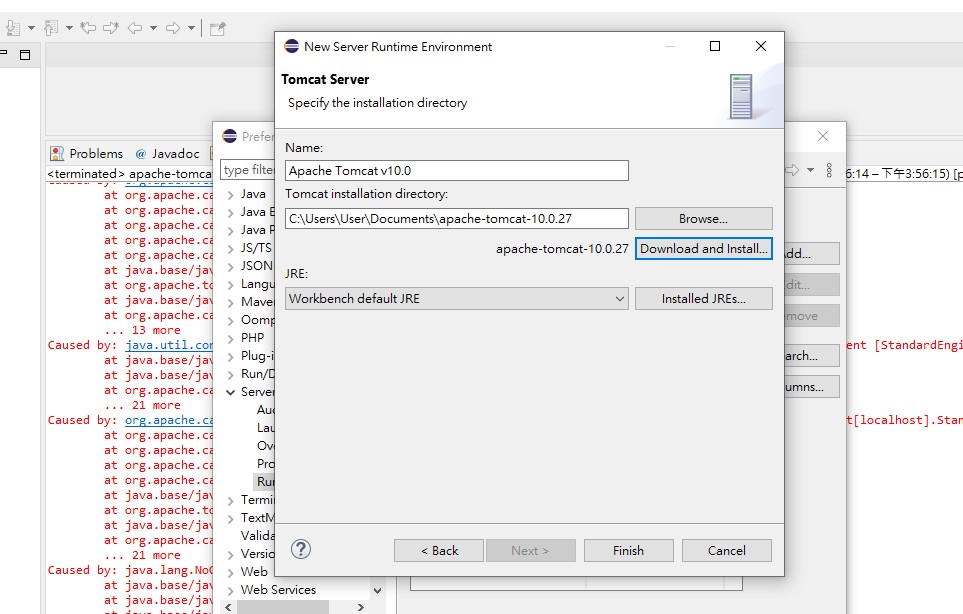 New Server Runtime Environment
Tomcat Server
Specify the installation directory
Name:
Apache Tomcat v10.0
Tomcat installation directory:
C:\Users\User\Documents\apache-tomcat-10.0.27
Browse...
apache-tomcat-10.0.27
Download and Install...
JRE:
Workbench default JRE
Installed JREs...
< Back
Next >
Finish
Cancel
Problems
@ Javadoc
<terminated> apache-tomca
6:14 – 下午3:56:15) [p
at org.apache.ca
at org.apache.ca
at org.apache.ca
at org.apache.ca
at org.apache.ca
at java.base/jav
at org.apache.to
at java.base/jav
at org.apache.ca
... 13 more
Caused by: java.util.cor
ent [StandardEngi
at java.base/jav
at java.base/jav
at org.apache.ca
... 21 more
Caused by: org.apache.ca
t[localhost].Stan
at org.apache.ca
at org.apache.ca
at org.apache.ca
at java.base/jav
at java.base/jav
at org.apache.to
at java.base/jav
at org.apache.ca
... 21 more
Caused by: java.lang.NoC
at java.base/jav
at java.base/jav
Prefer
type filte
Java
Java E
Java P
JS/TS
JSON
Langu
Maver
Oomp
PHP
Plug-i
Run/D
Server
Aud
Lau
Ove
Pro
Run
Termi
TextM
Valida
Versio
Web
Web Services
dd...
dit...
move
arch...
umns...